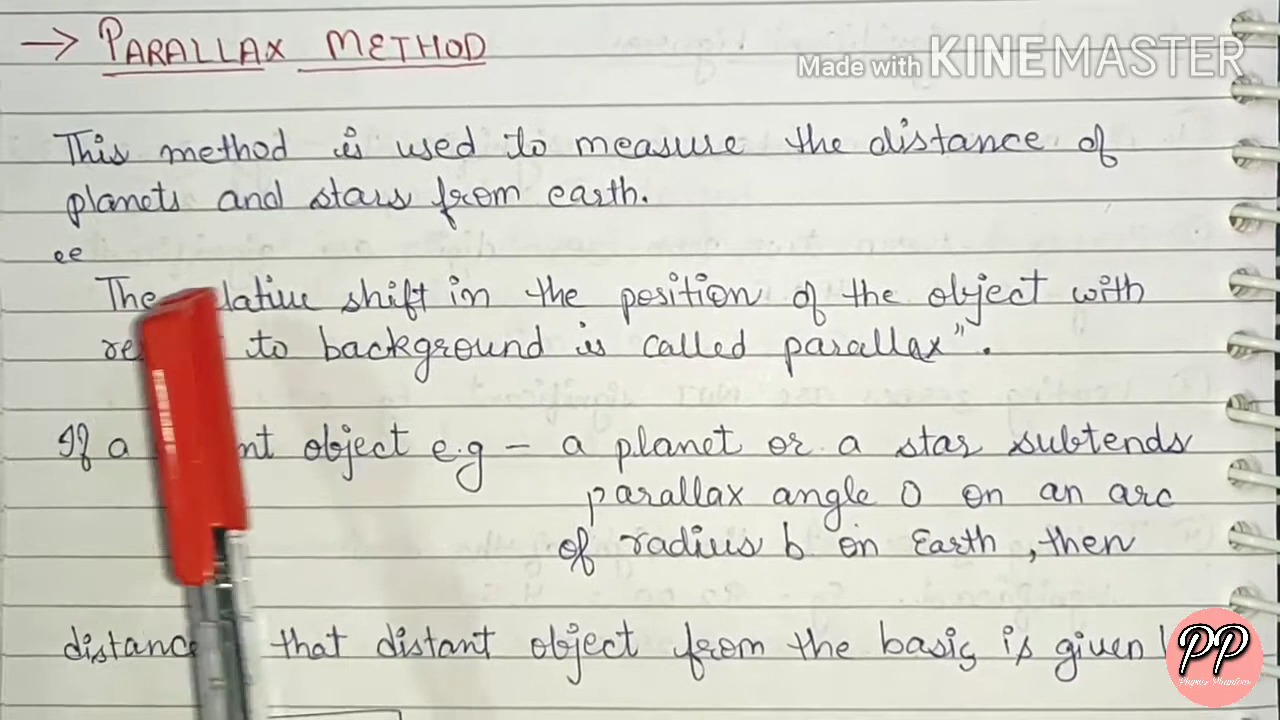 → PARALLAX METHOD
Made with KINEMASTER
This method is used to measure the distance of
planets and stars from earth.
The shift in the position of the object with
to background is called parallax".
If a object e.g - a planet or a star subtends
parallax angle O on an arc
of radius b on Earth, then
that distant object from the basis is given
PP
Physics Phantom